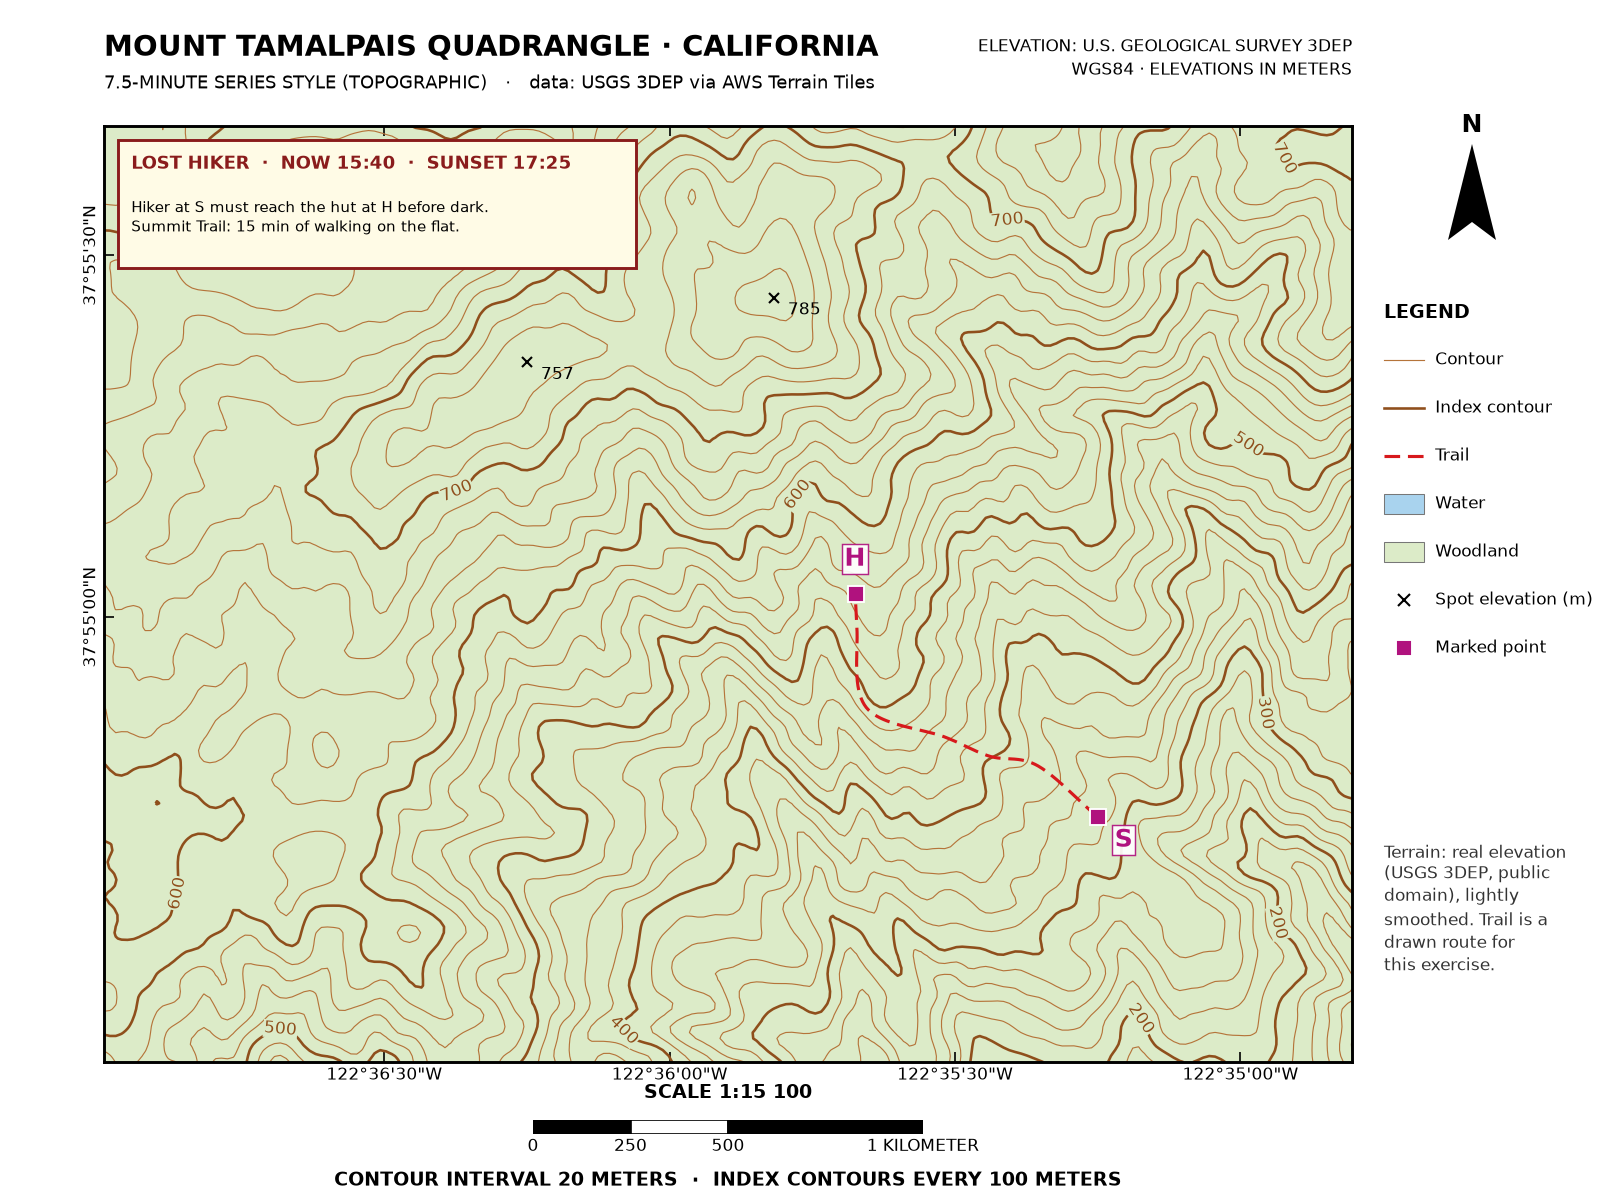 MOUNT TAMALPAIS QUADRANGLE · CALIFORNIA
7.5-MINUTE SERIES STYLE (TOPOGRAPHIC) · data: USGS 3DEP via AWS Terrain Tiles
ELEVATION: U.S. GEOLOGICAL SURVEY 3DEP
WGS84 · ELEVATIONS IN METERS
LOST HIKER · NOW 15:40 · SUNSET 17:25
Hiker at S must reach the hut at H before dark.
Summit Trail: 15 min of walking on the flat.
N
700
700
37°55'30"N
785
757
500
700
600
H
37°55'00"N
300
S
600
200
500
400
200
122°36'30"W
122°36'00"W
122°35'30"W
122°35'00"W
LEGEND
Contour
Index contour
Trail
Water
Woodland
Spot elevation (m)
Marked point
Terrain: real elevation
(USGS 3DEP, public
domain), lightly
smoothed. Trail is a
drawn route for
this exercise.
SCALE 1:15 100
0 250 500 1 KILOMETER
CONTOUR INTERVAL 20 METERS · INDEX CONTOURS EVERY 100 METERS